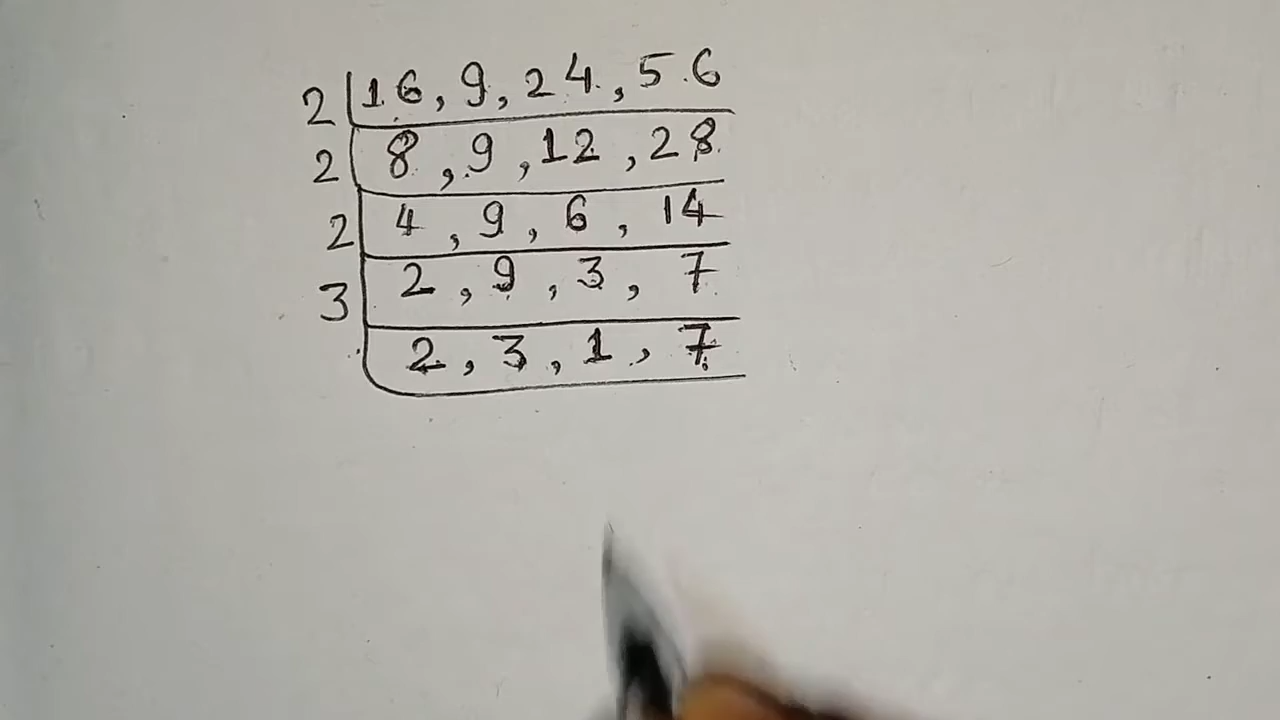 2 16, 9, 24, 56
2 8, 9, 12, 28
2 4, 9, 6, 14
3 2, 9, 3, 7
2, 3, 1, 7